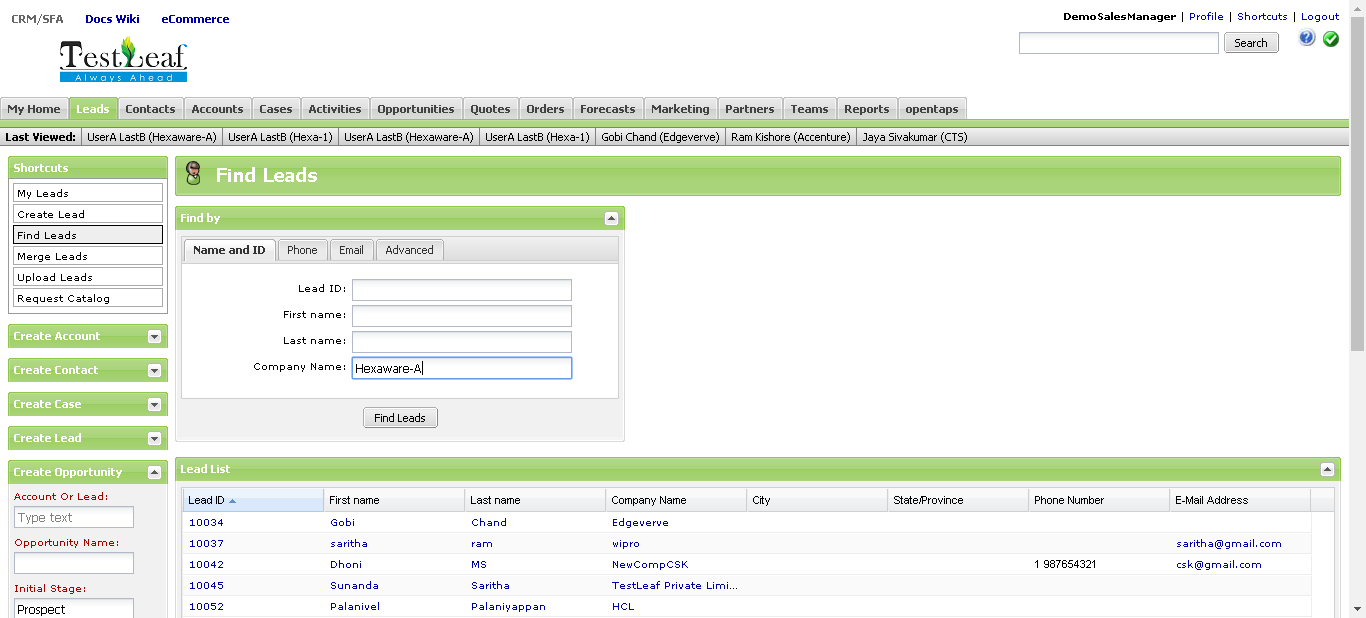 CRM/SFA Docs Wiki eCommerce
DemoSalesManager | Profile | Shortcuts | Logout
TestLeaf
Always Ahead
Search
My Home Leads Contacts Accounts Cases Activities Opportunities Quotes Orders Forecasts Marketing Partners Teams Reports opentaps
Last Viewed: UserA LastB (Hexaware-A) UserA LastB (Hexa-1) UserA LastB (Hexaware-A) UserA LastB (Hexa-1) Gobi Chand (Edgeverve) Ram Kishore (Accenture) Jaya Sivakumar (CTS)
Shortcuts
My Leads
Create Lead
Find Leads
Merge Leads
Upload Leads
Request Catalog
Create Account
Create Contact
Create Case
Create Lead
Create Opportunity
Account Or Lead:
Type text
Opportunity Name:
Initial Stage:
Prospect
Find Leads
Find by
Name and ID Phone Email Advanced
Lead ID:
First name:
Last name:
Company Name: Hexaware-A
Find Leads
Lead List
Lead ID First name Last name Company Name City State/Province Phone Number E-Mail Address
10034 Gobi Chand Edgeverve
10037 saritha ram wipro saritha@gmail.com
10042 Dhoni MS NewCompCSK 1 987654321 csk@gmail.com
10045 Sunanda Saritha TestLeaf Private Limi...
10052 Palanivel Palaniyappan HCL